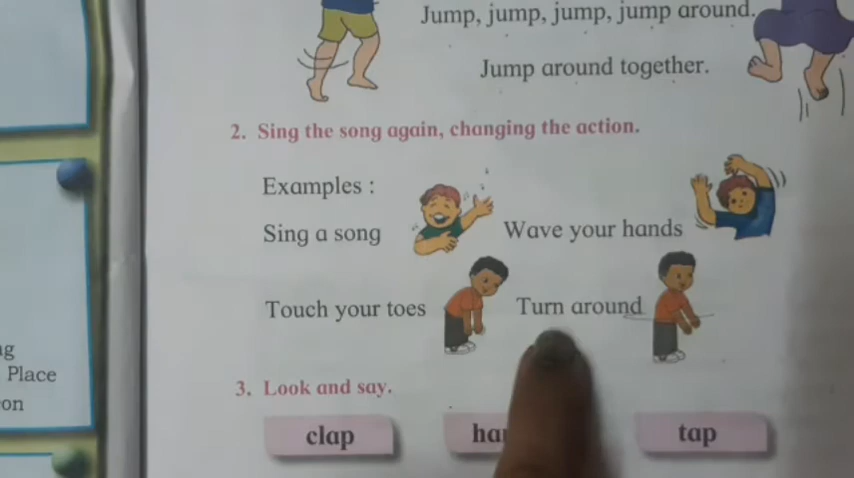 Jump, jump, jump, jump around.
Jump around together.
2. Sing the song again, changing the action.
Examples :
Sing a song
Wave your hands
Touch your toes
Turn around
g
Place
on
3. Look and say.
clap
tap